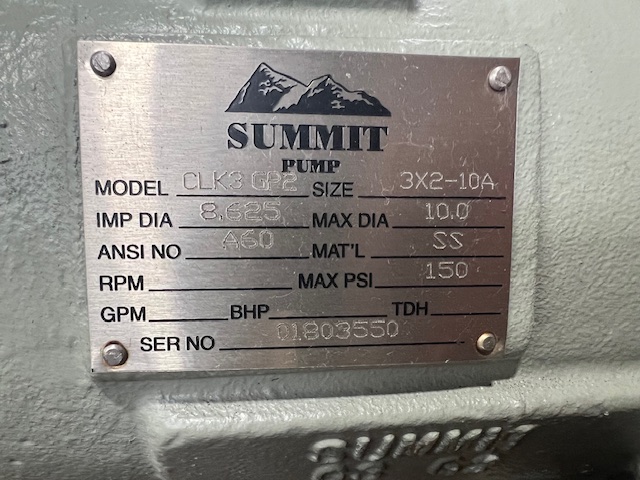 SUMMIT
PUMP
MODEL CLK3 GP2 SIZE 3X2-10A
IMP DIA 8.625 MAX DIA 10.0
ANSI NO A60 MAT'L SS
RPM MAX PSI 150
GPM BHP TDH
SER NO 01803550
SUMMIT